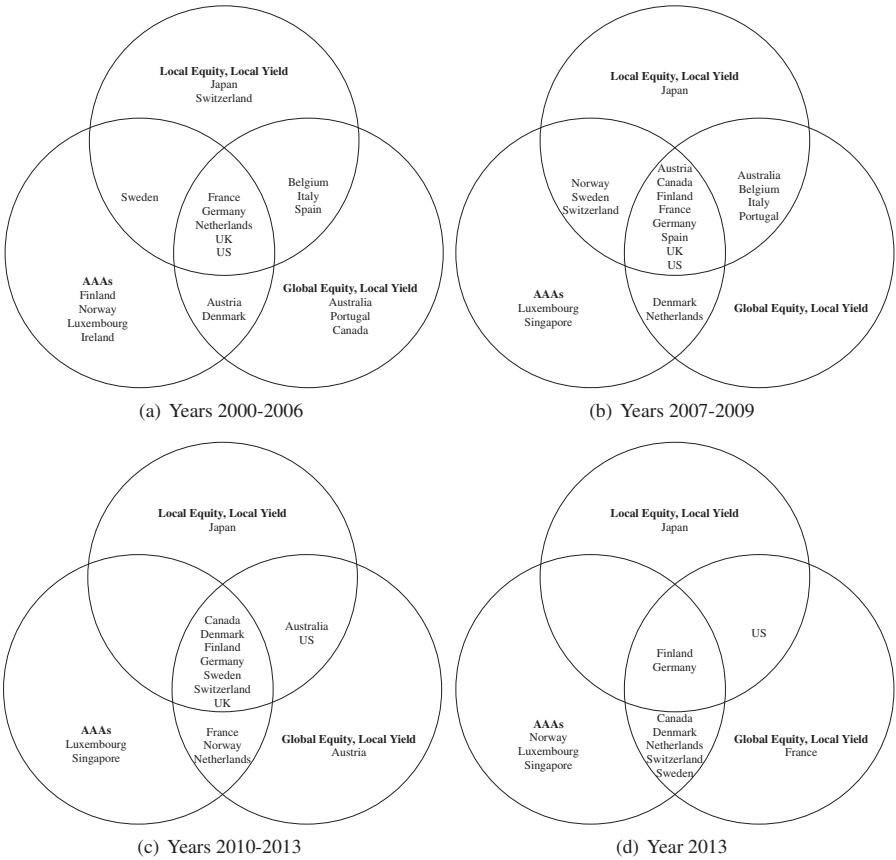 Local Equity, Local Yield
Japan
Switzerland
Sweden
France
Germany
Netherlands
UK
US
Belgium
Italy
Spain
AAAs
Finland
Norway
Luxembourg
Ireland
Austria
Denmark
Global Equity, Local Yield
Australia
Portugal
Canada
(a) Years 2000-2006
Local Equity, Local Yield
Japan
Norway
Sweden
Switzerland
Austria
Canada
Finland
France
Germany
Spain
UK
US
Australia
Belgium
Italy
Portugal
AAAs
Luxembourg
Singapore
Denmark
Netherlands
Global Equity, Local Yield
(b) Years 2007-2009
Local Equity, Local Yield
Japan
Canada
Denmark
Finland
Germany
Sweden
Switzerland
UK
Australia
US
AAAs
Luxembourg
Singapore
France
Norway
Netherlands
Global Equity, Local Yield
Austria
(c) Years 2010-2013
Local Equity, Local Yield
Japan
Finland
Germany
US
AAAs
Norway
Luxembourg
Singapore
Canada
Denmark
Netherlands
Switzerland
Sweden
Global Equity, Local Yield
France
(d) Year 2013